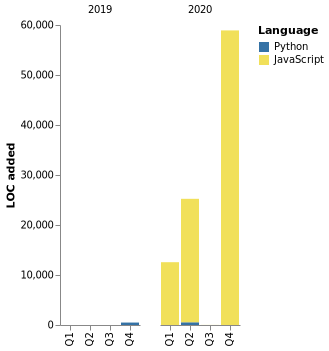 2019 2020
Language
Python
JavaScript
LOC added
60,000
50,000
40,000
30,000
20,000
10,000
0
Q1 Q2 Q3 Q4 Q1 Q2 Q3 Q4